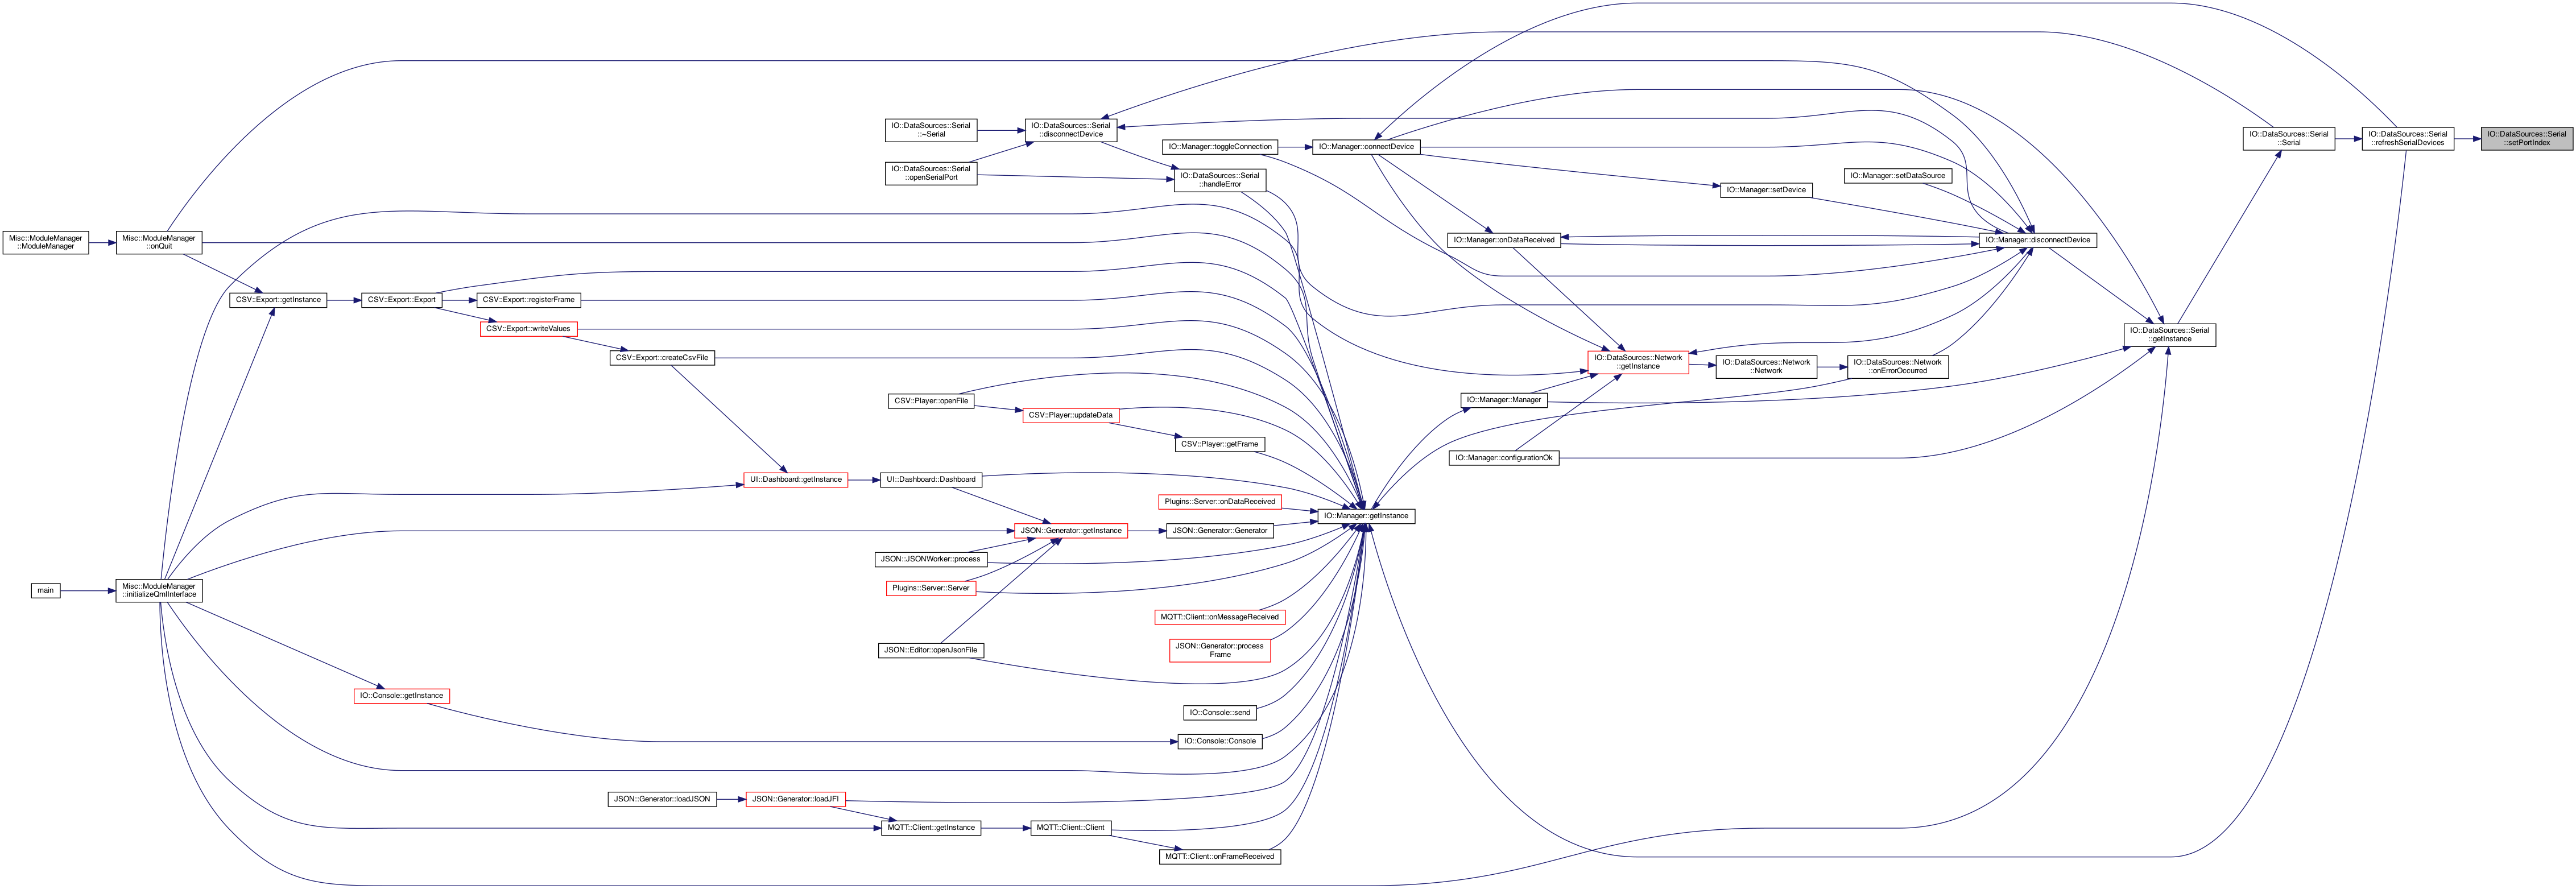 IO::DataSources::Serial
::~Serial
IO::DataSources::Serial
::disconnectDevice
IO::DataSources::Serial
::openSerialPort
IO::Manager::toggleConnection
IO::DataSources::Serial
::handleError
IO::Manager::connectDevice
IO::Manager::setDevice
IO::Manager::setDataSource
IO::Manager::onDataReceived
IO::Manager::disconnectDevice
IO::DataSources::Serial
::Serial
IO::DataSources::Serial
::refreshSerialDevices
IO::DataSources::Serial
::setPortIndex
Misc::ModuleManager
::ModuleManager
Misc::ModuleManager
::onQuit
CSV::Export::getInstance
CSV::Export::Export
CSV::Export::registerFrame
CSV::Export::writeValues
CSV::Export::createCsvFile
IO::DataSources::Serial
::getInstance
IO::DataSources::Network
::getInstance
IO::DataSources::Network
::Network
IO::DataSources::Network
::onErrorOccurred
CSV::Player::openFile
CSV::Player::updateData
CSV::Player::getFrame
IO::Manager::Manager
IO::Manager::configurationOk
UI::Dashboard::getInstance
UI::Dashboard::Dashboard
Plugins::Server::onDataReceived
IO::Manager::getInstance
JSON::Generator::getInstance
JSON::Generator::Generator
JSON::JSONWorker::process
Plugins::Server::Server
main
Misc::ModuleManager
::initializeQmlInterface
MQTT::Client::onMessageReceived
JSON::Generator::process
Frame
JSON::Editor::openJsonFile
IO::Console::getInstance
IO::Console::send
IO::Console::Console
JSON::Generator::loadJSON
JSON::Generator::loadJFI
MQTT::Client::getInstance
MQTT::Client::Client
MQTT::Client::onFrameReceived